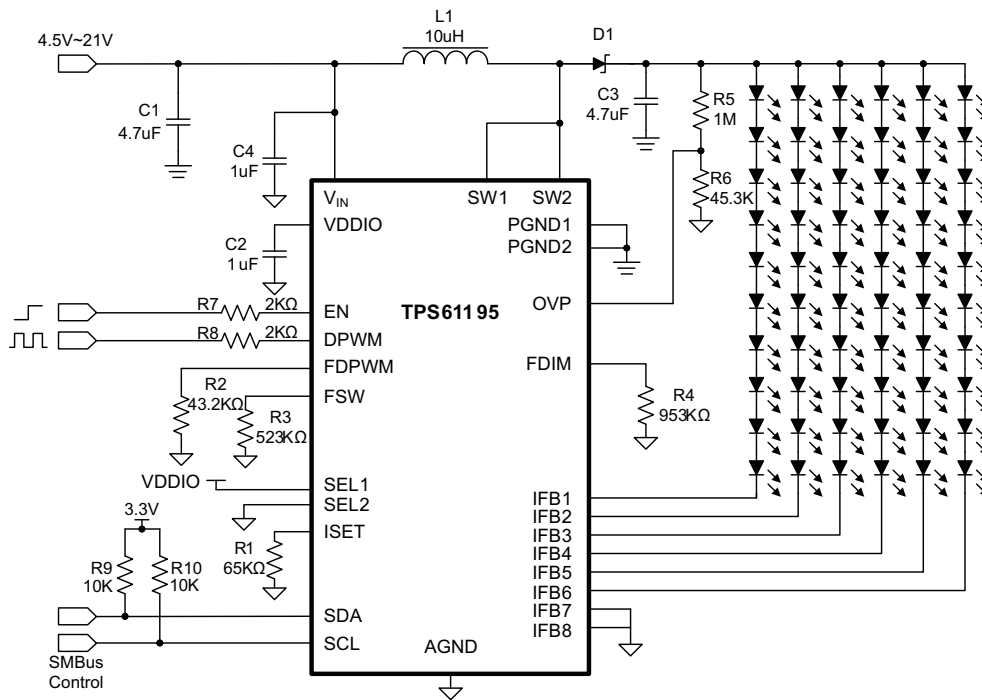 L1
10uH
4.5V~21V
D1
C1
4.7uF
C3
4.7uF
R5
1M
C4
1uF
R6
45.3K
VIN
SW1
SW2
VDDIO
PGND1
PGND2
C2
1uF
OVP
R7
2KΩ
EN
TPS61195
R8
2KΩ
DPWM
FDPWM
FDIM
R2
43.2KΩ
FSW
R3
523KΩ
R4
953KΩ
VDDIO
SEL1
SEL2
ISET
3.3V
R1
65KΩ
R9
10K
R10
10K
IFB1
IFB2
IFB3
IFB4
IFB5
IFB6
IFB7
IFB8
SDA
SCL
AGND
SMBus
Control